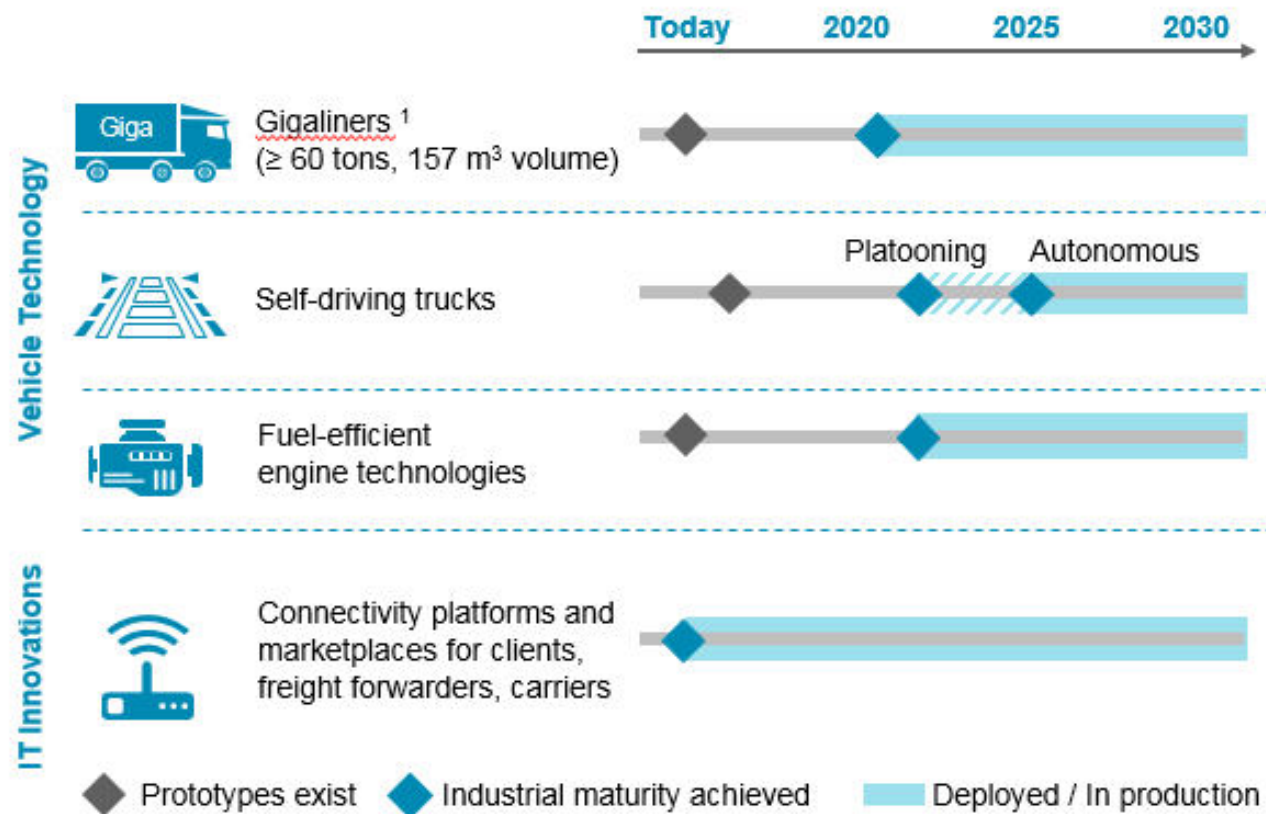 Today 2020 2025 2030
Vehicle Technology
Giga
Gigaliners ¹
(≥ 60 tons, 157 m³ volume)
Platooning Autonomous
Self-driving trucks
Fuel-efficient
engine technologies
IT Innovations
Connectivity platforms and
marketplaces for clients,
freight forwarders, carriers
Prototypes exist Industrial maturity achieved Deployed / In production